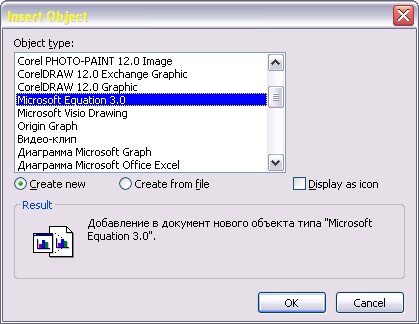 Insert Object
Object type:
Corel PHOTO-PAINT 12.0 Image
CorelDRAW 12.0 Exchange Graphic
CorelDRAW 12.0 Graphic
Microsoft Equation 3.0
Microsoft Visio Drawing
Origin Graph
Видео-клип
Диаграмма Microsoft Graph
Диаграмма Microsoft Office Excel
Create new Create from file Display as icon
Result
Добавление в документ нового объекта типа "Microsoft
Equation 3.0".
OK Cancel